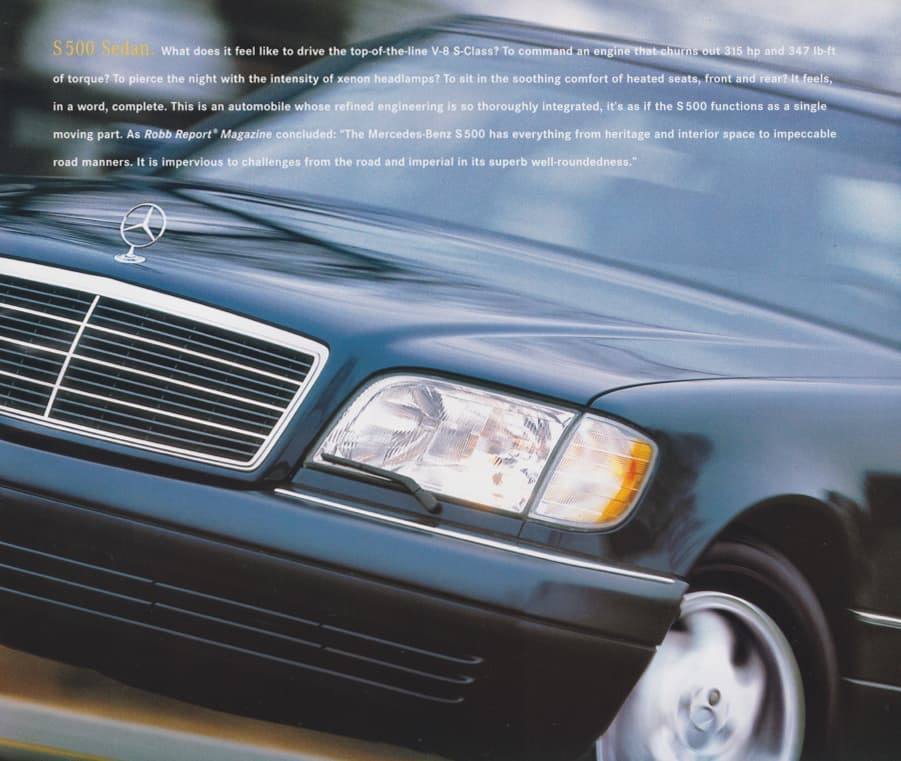 S 500 Sedan. What does it feel like to drive the top-of-the-line V-8 S-Class? To command an engine that churns out 315 hp and 347 lb-ft
of torque? To pierce the night with the intensity of xenon headlamps? To sit in the soothing comfort of heated seats, front and rear? It feels,
in a word, complete. This is an automobile whose refined engineering is so thoroughly integrated, it's as if the S 500 functions as a single
moving part. As Robb Report® Magazine concluded: "The Mercedes-Benz S 500 has everything from heritage and interior space to impeccable
road manners. It is impervious to challenges from the road and imperial in its superb well-roundedness."